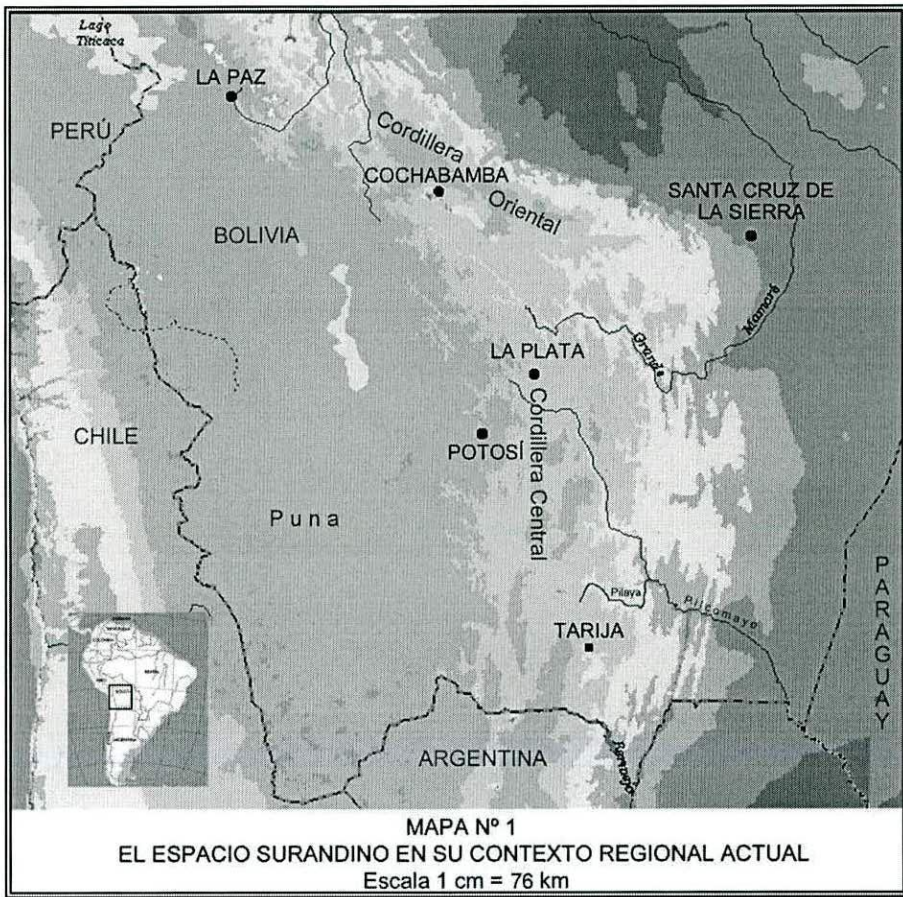 Lago
Titicaca
LA PAZ
PERÚ
Cordillera
Oriental
COCHABAMBA
SANTA CRUZ DE
LA SIERRA
BOLIVIA
Mamoré
Grande
LA PLATA
Cordillera Central
CHILE
POTOSÍ
Puna
PARAGUAY
Pilaya
Pilcomayo
TARIJA
ARGENTINA
MAPA Nº 1
EL ESPACIO SURANDINO EN SU CONTEXTO REGIONAL ACTUAL
Escala 1 cm = 76 km